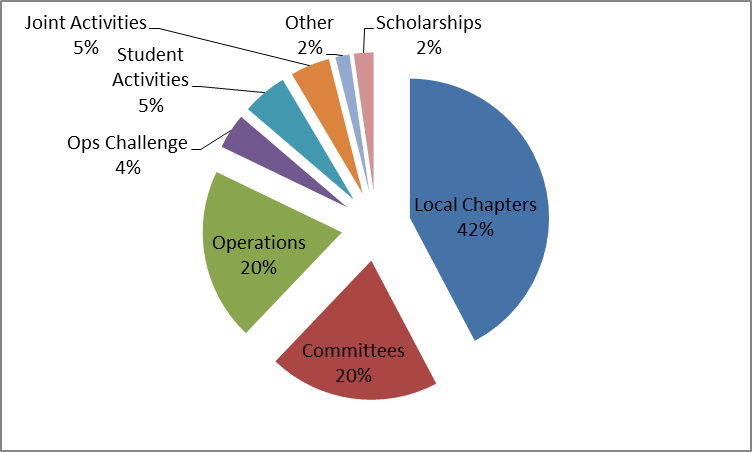 Joint Activities
5%
Other
2%
Scholarships
2%
Student
Activities
5%
Ops Challenge
4%
Local Chapters
42%
Operations
20%
Committees
20%